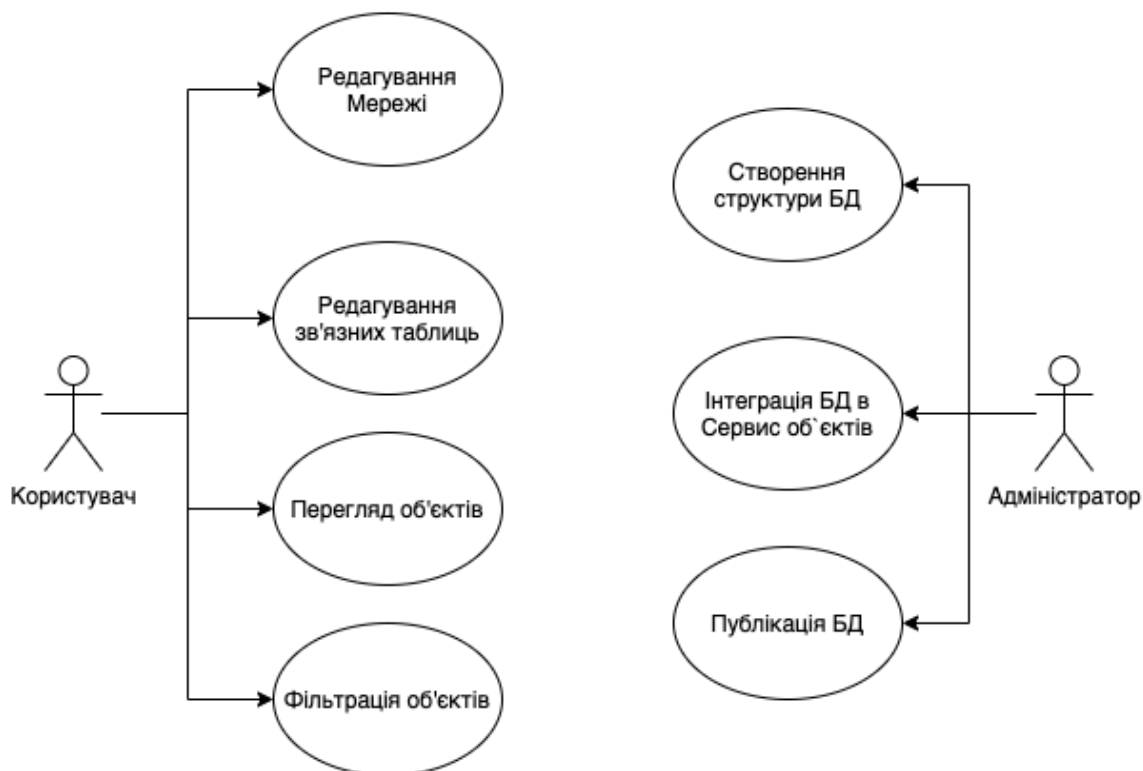 Редагування
Мережі
Створення
структури БД
Редагування
зв'язних таблиць
Інтеграція БД в
Сервис об`єктів
Користувач
Адміністратор
Перегляд об'єктів
Публікація БД
Фільтрація об'єктів